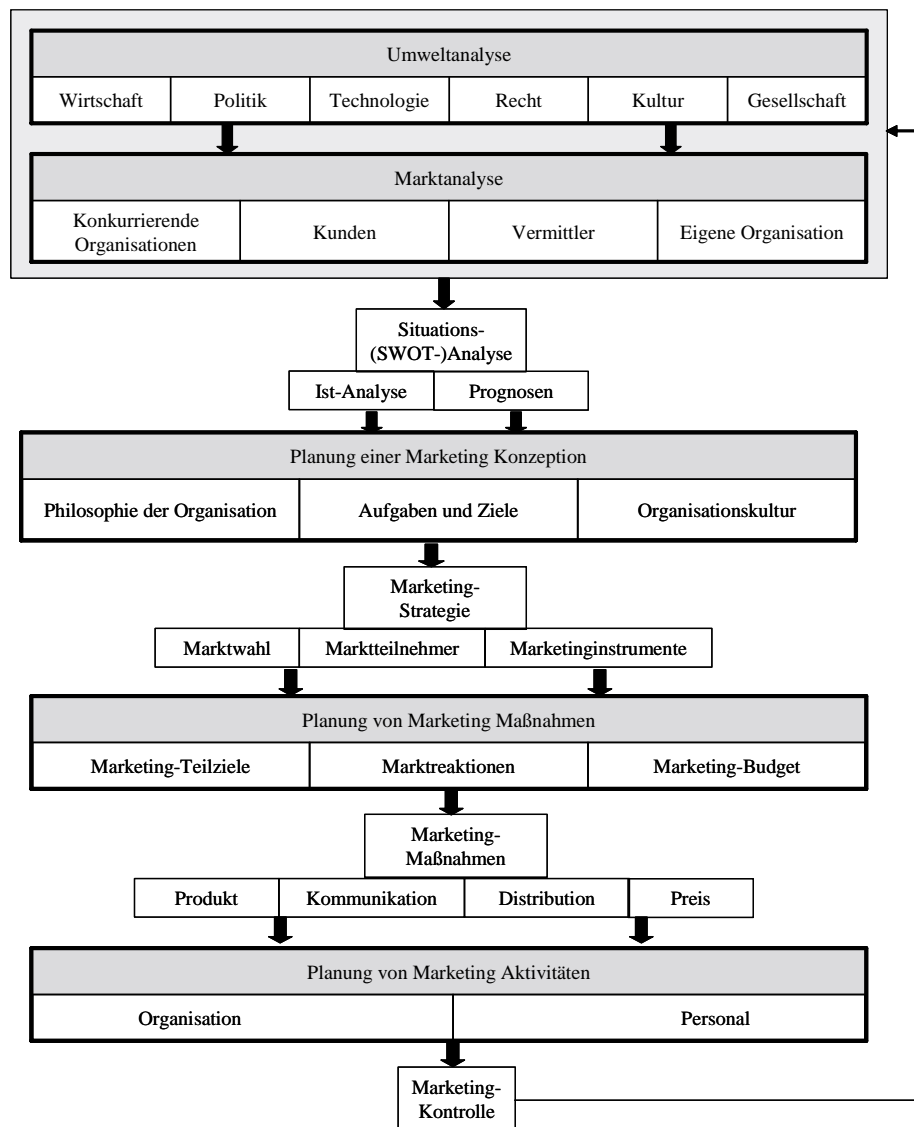 Umweltanalyse
Wirtschaft Politik Technologie Recht Kultur Gesellschaft
Marktanalyse
Konkurrierende
Organisationen
Kunden Vermittler Eigene Organisation
Situations-
(SWOT-)Analyse
Ist-Analyse Prognosen
Planung einer Marketing Konzeption
Philosophie der Organisation Aufgaben und Ziele Organisationskultur
Marketing-
Strategie
Marktwahl Marktteilnehmer Marketinginstrumente
Planung von Marketing Maßnahmen
Marketing-Teilziele Marktreaktionen Marketing-Budget
Marketing-
Maßnahmen
Produkt Kommunikation Distribution Preis
Planung von Marketing Aktivitäten
Organisation Personal
Marketing-
Kontrolle